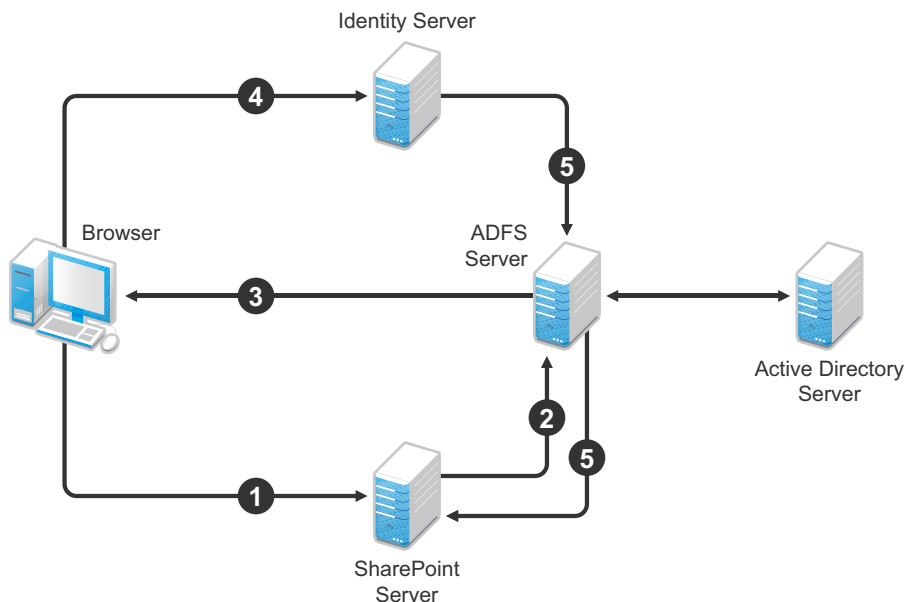 Identity Server
4
5
Browser
ADFS
Server
3
Active Directory
Server
2
5
1
SharePoint
Server